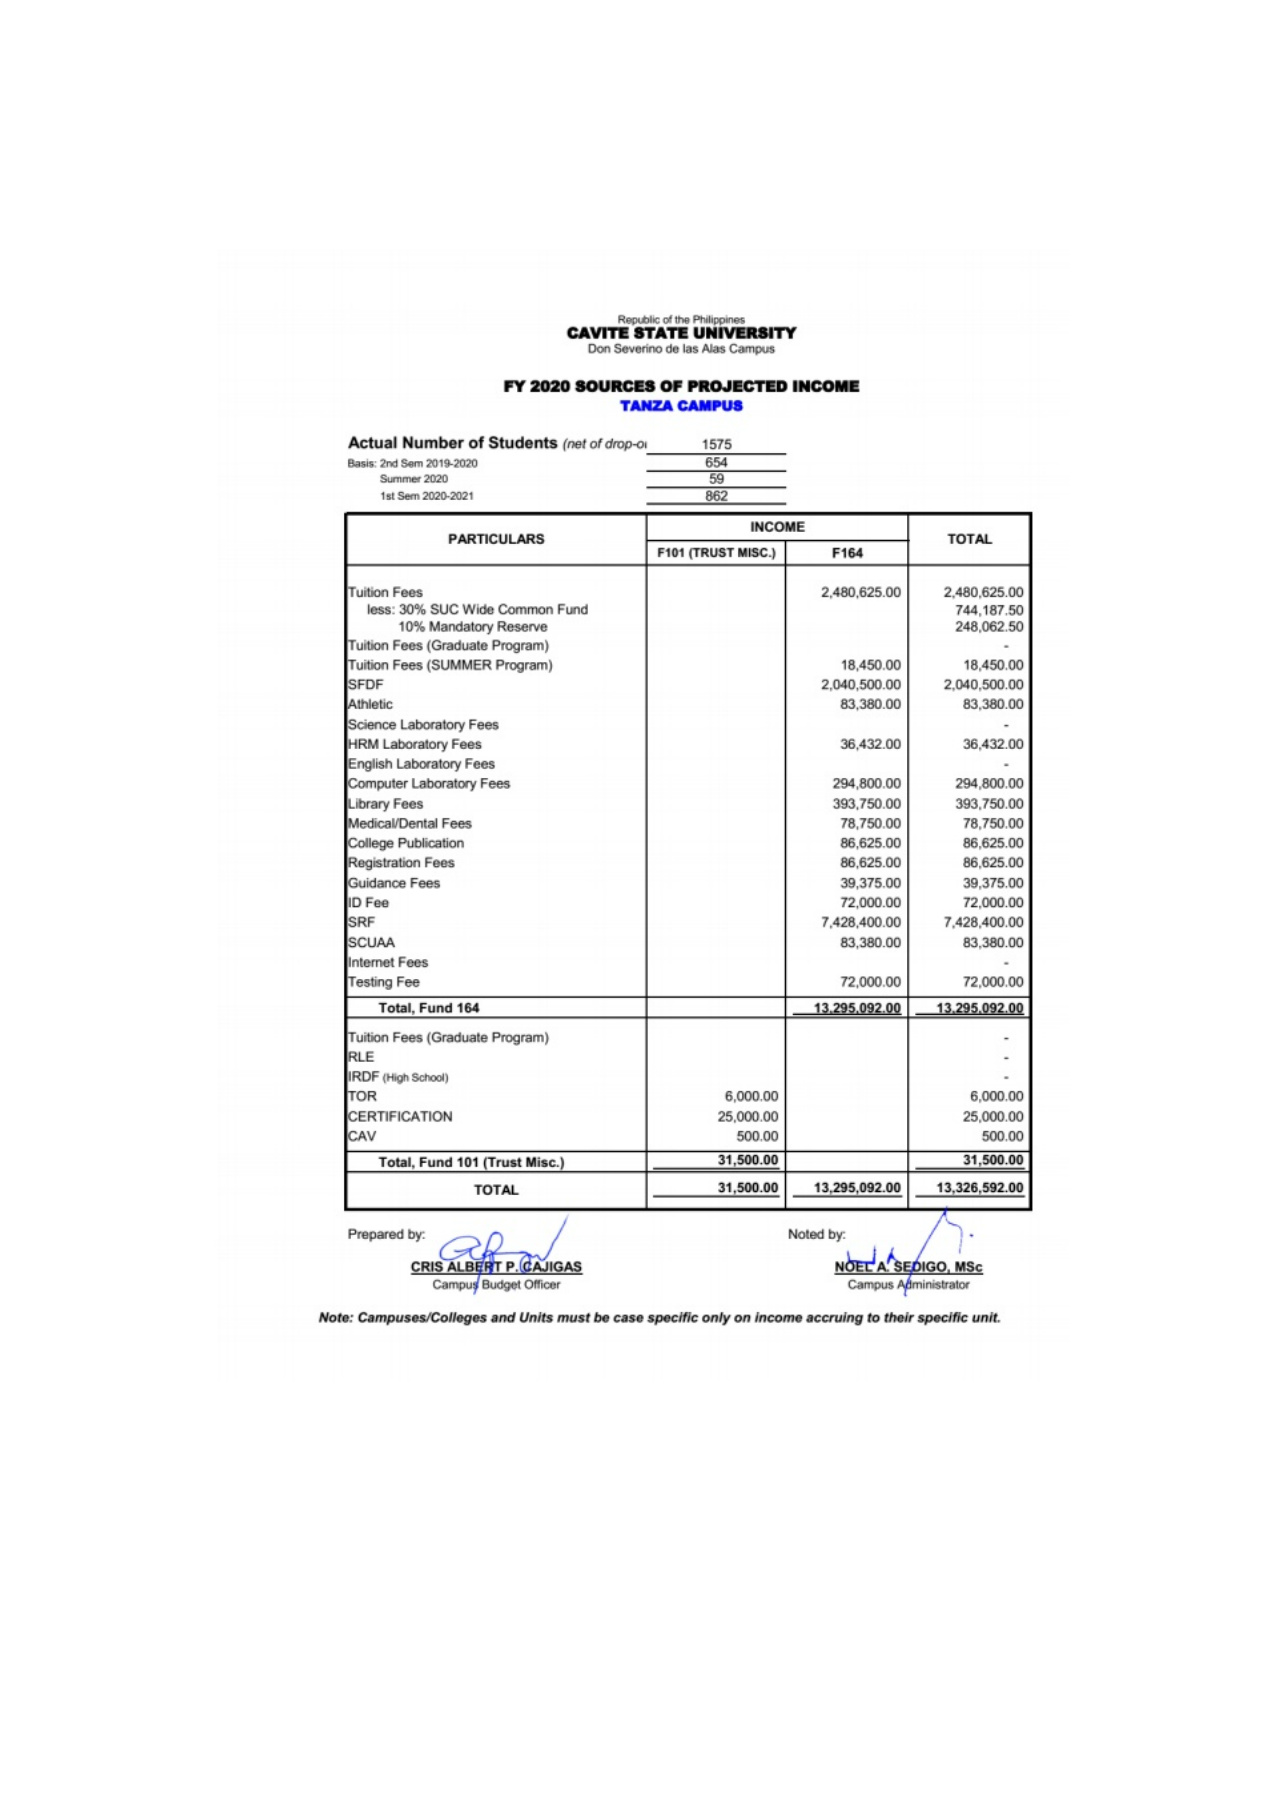 Republic of the Philippines
CAVITE STATE UNIVERSITY
Don Severino de las Alas Campus
FY 2020 SOURCES OF PROJECTED INCOME
TANZA CAMPUS
Actual Number of Students (net of drop-ou 1575
Basis: 2nd Sem 2019-2020 654
Summer 2020 59
1st Sem 2020-2021 862
PARTICULARS INCOME TOTAL
F101 (TRUST MISC.) F164
Tuition Fees 2,480,625.00 2,480,625.00
less: 30% SUC Wide Common Fund 744,187.50
10% Mandatory Reserve 248,062.50
Tuition Fees (Graduate Program) -
Tuition Fees (SUMMER Program) 18,450.00 18,450.00
SFDF 2,040,500.00 2,040,500.00
Athletic 83,380.00 83,380.00
Science Laboratory Fees -
HRM Laboratory Fees 36,432.00 36,432.00
English Laboratory Fees -
Computer Laboratory Fees 294,800.00 294,800.00
Library Fees 393,750.00 393,750.00
Medical/Dental Fees 78,750.00 78,750.00
College Publication 86,625.00 86,625.00
Registration Fees 86,625.00 86,625.00
Guidance Fees 39,375.00 39,375.00
ID Fee 72,000.00 72,000.00
SRF 7,428,400.00 7,428,400.00
SCUAA 83,380.00 83,380.00
Internet Fees -
Testing Fee 72,000.00 72,000.00
Total, Fund 164 13,295,092.00 13,295,092.00
Tuition Fees (Graduate Program) -
RLE -
IRDF (High School) -
TOR 6,000.00 6,000.00
CERTIFICATION 25,000.00 25,000.00
CAV 500.00 500.00
Total, Fund 101 (Trust Misc.) 31,500.00 31,500.00
TOTAL 31,500.00 13,295,092.00 13,326,592.00
Prepared by: Noted by:
CRIS ALBERT P. CAJIGAS NOEL A. SEDIGO, MSc
Campus Budget Officer Campus Administrator
Note: Campuses/Colleges and Units must be case specific only on income accruing to their specific unit.